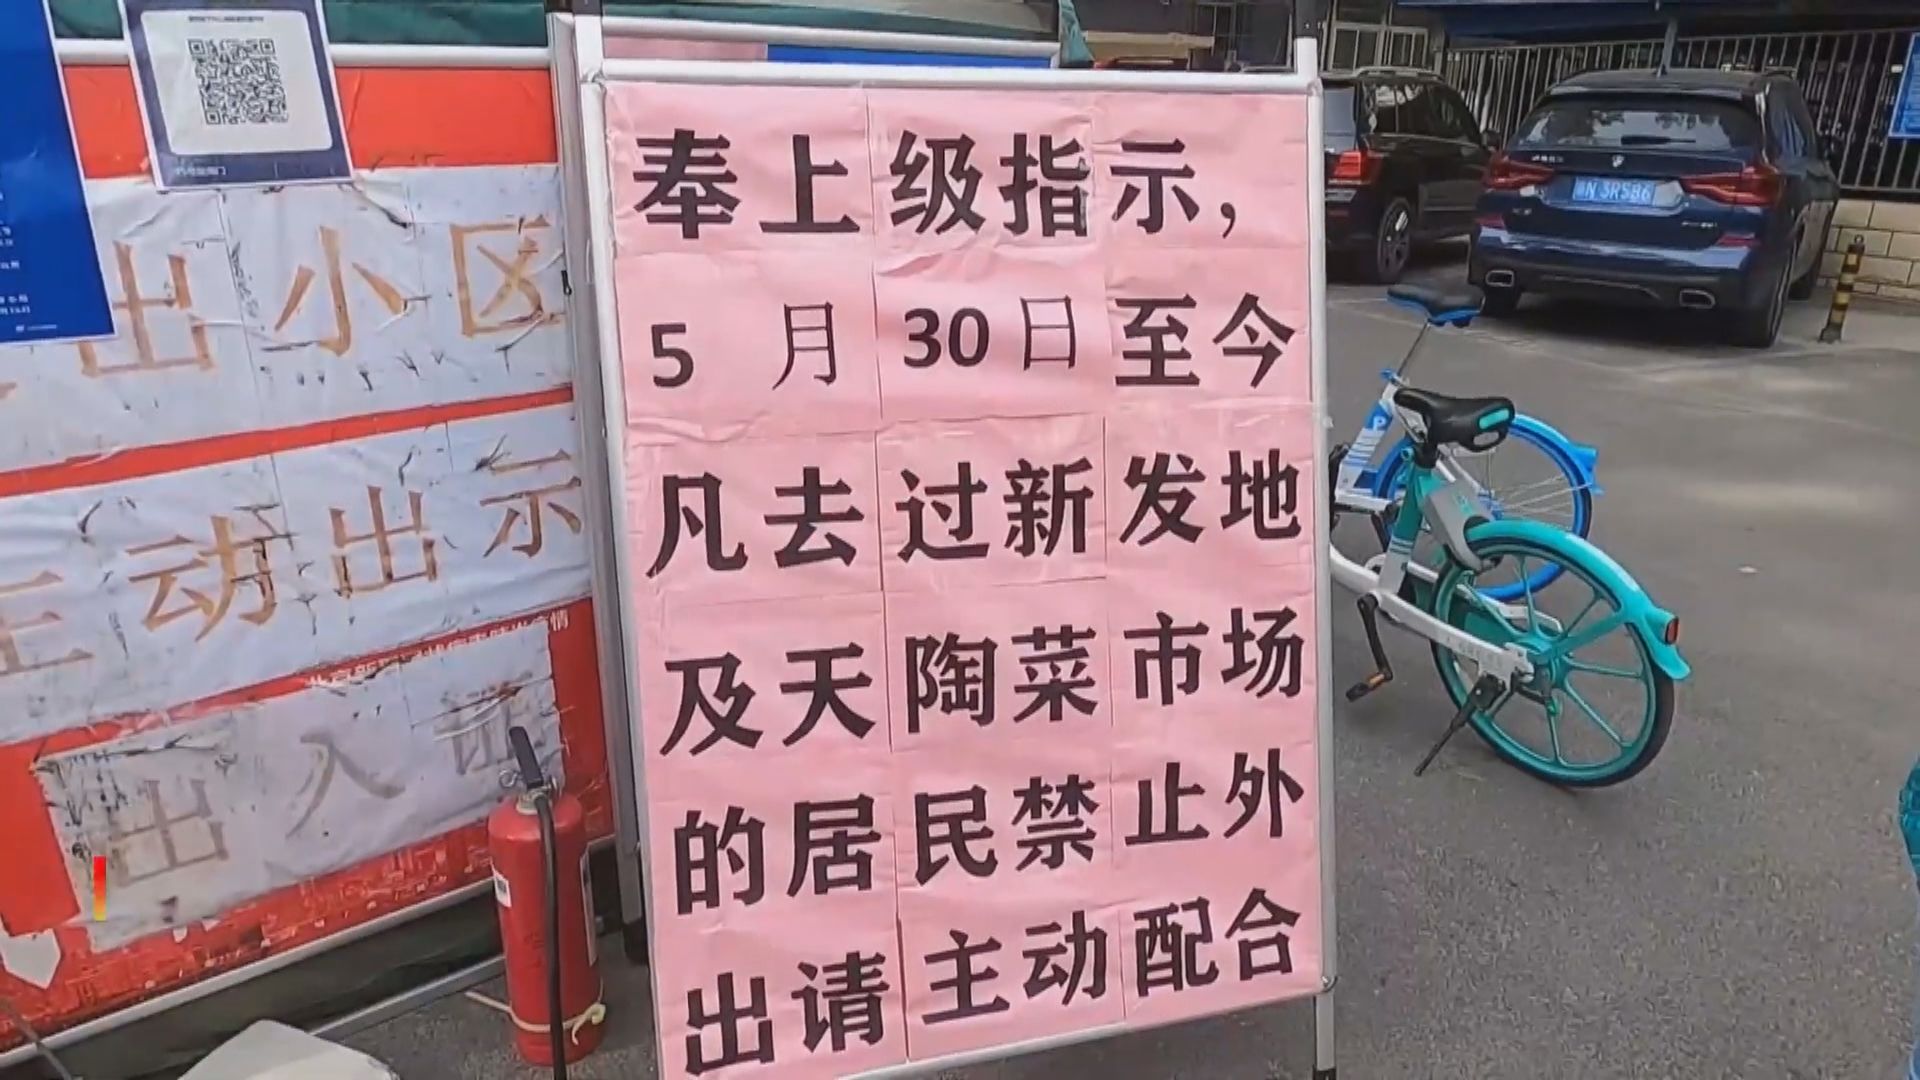 奉上级指示，
5月30日至今
凡去过新发地
及天陶菜市场
的居民禁止外
出请主动配合
出小区
主动出示
出入证
N 3R586